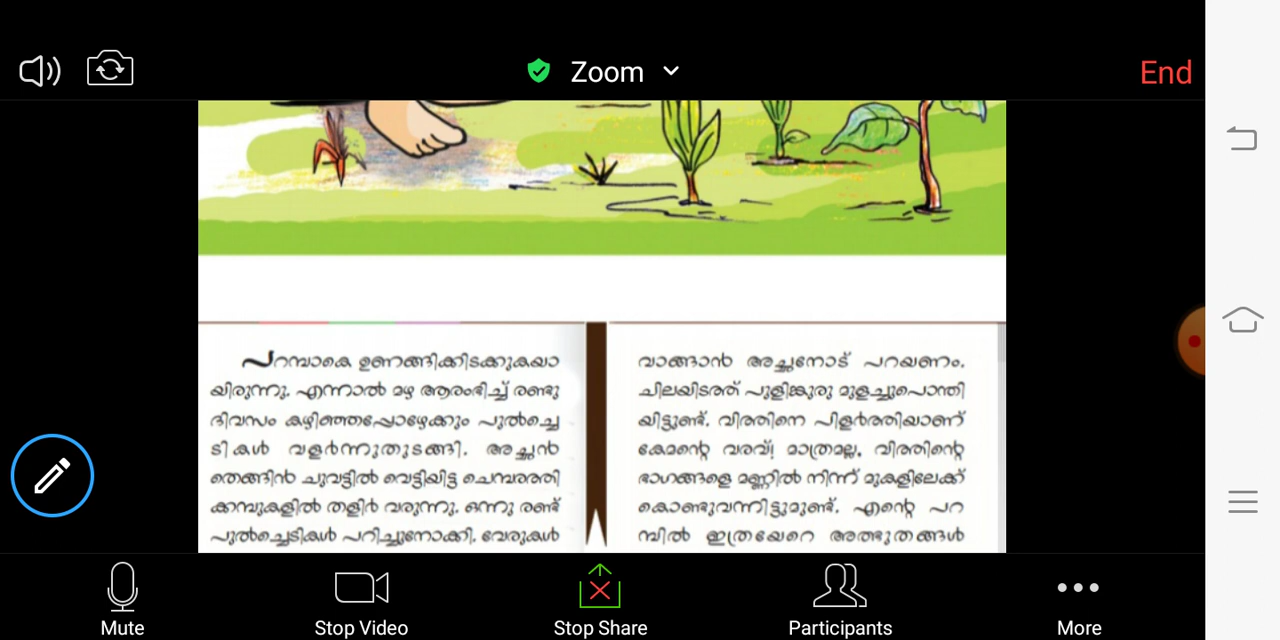 Zoom
End
പറമ്പാകെ ഉണങ്ങിക്കിടക്കുകയാ
യിരുന്നു. എന്നാൽ മഴ ആരംഭിച്ച് രണ്ടു
ദിവസം കഴിഞ്ഞപ്പോഴേക്കും പുൽച്ചെ
ടികൾ വളർന്നുതുടങ്ങി. അച്ഛൻ
തെങ്ങിൻ ചുവട്ടിൽ വെട്ടിയിട്ട ചെമ്പരത്തി
ക്കമ്പുകളിൽ തളിർ വരുന്നു. ഒന്നു രണ്ട്
പുൽച്ചെടികൾ പറിച്ചുനോക്കി. വേരുകൾ
വാങ്ങാൻ അച്ഛനോട് പറയണം.
ചിലയിടത്ത് പുളിങ്കുരു മുളച്ചുപൊന്തി
യിട്ടുണ്ട്. വിത്തിനെ പിളർത്തിയാണ്
കേമന്റെ വരവ്! മാത്രമല്ല, വിത്തിന്റെ
ഭാഗങ്ങളെ മണ്ണിൽ നിന്ന് മുകളിലേക്ക്
കൊണ്ടുവന്നിട്ടുമുണ്ട്. എന്റെ പറ
മ്പിൽ ഇത്രയേറെ അത്ഭുതങ്ങൾ
Mute
Stop Video
Stop Share
Participants
More